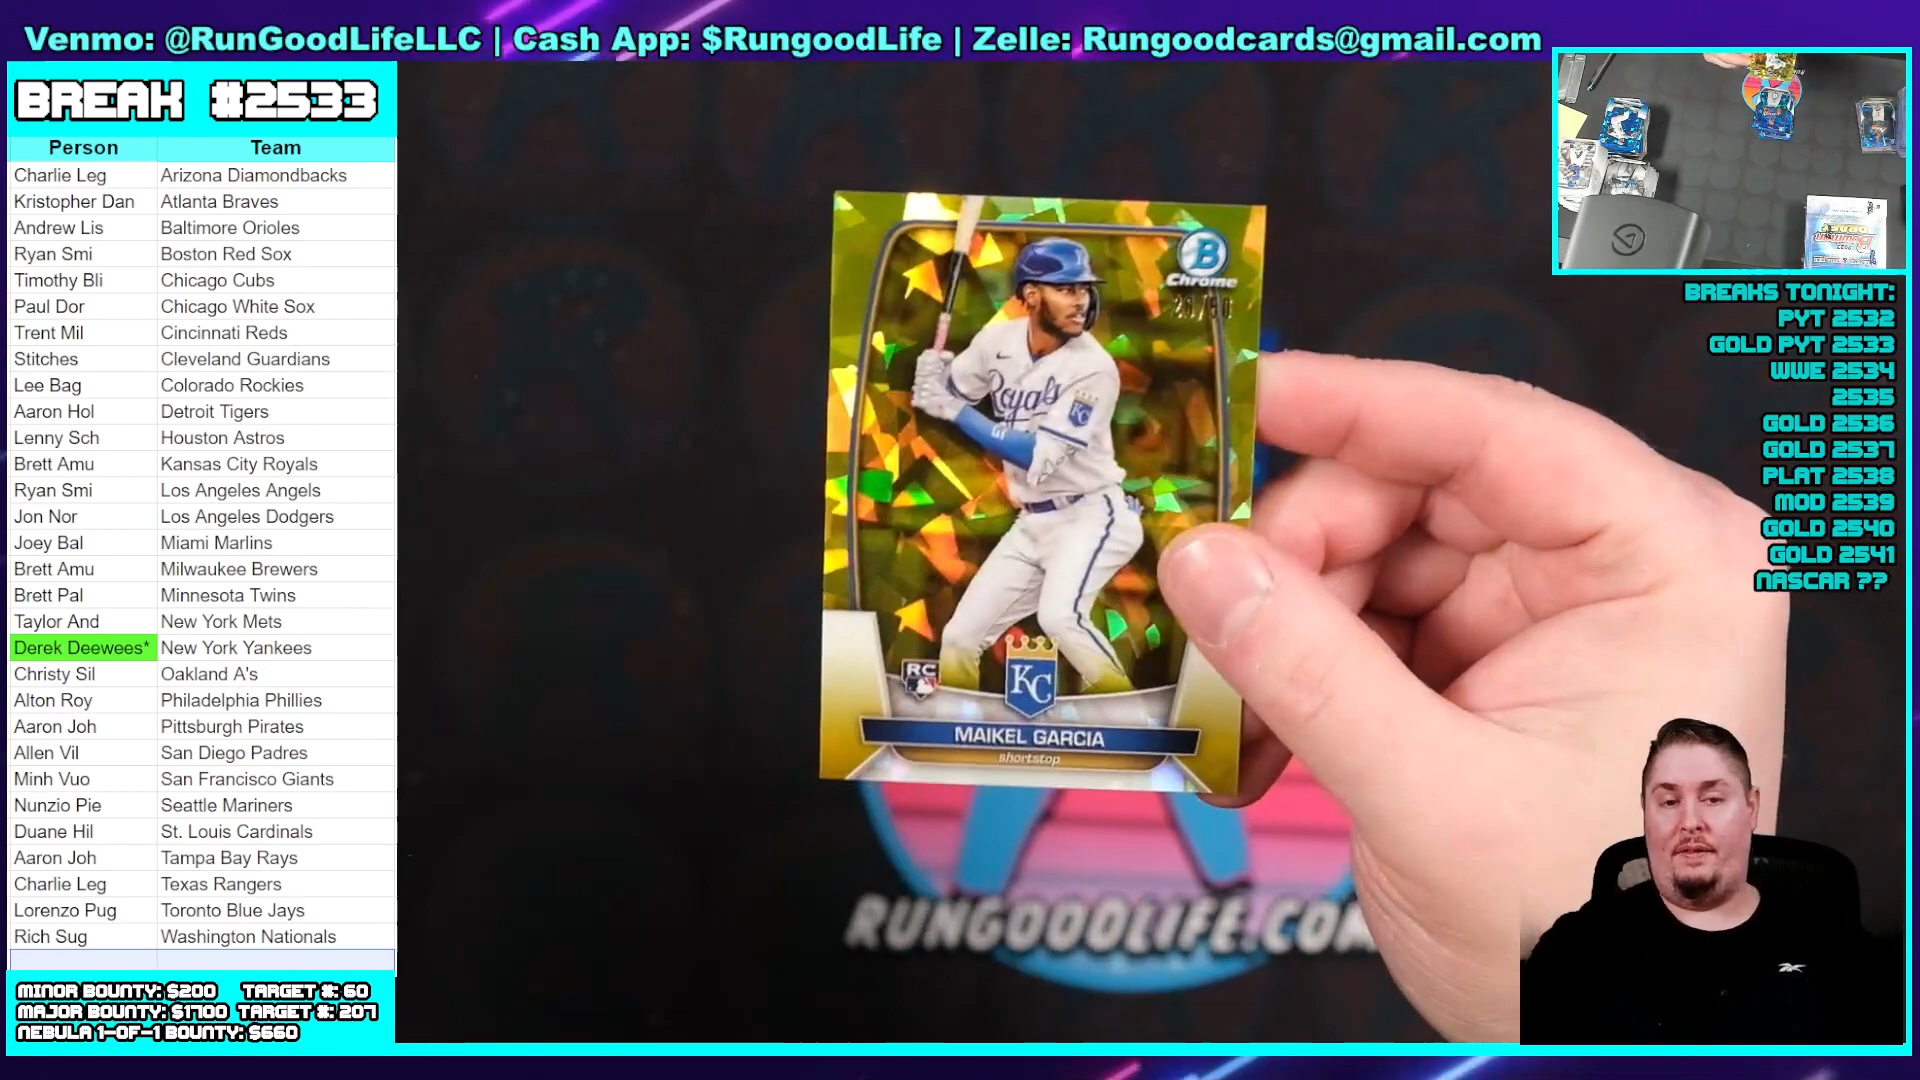 Venmo: @RunGoodLifeLLC | Cash App: $RungoodLife | Zelle: Rungoodcards@gmail.com
BREAK #2533
Person Team
Charlie Leg Arizona Diamondbacks
Kristopher Dan Atlanta Braves
Andrew Lis Baltimore Orioles
Ryan Smi Boston Red Sox
Timothy Bli Chicago Cubs
Paul Dor Chicago White Sox
Trent Mil Cincinnati Reds
Stitches Cleveland Guardians
Lee Bag Colorado Rockies
Aaron Hol Detroit Tigers
Lenny Sch Houston Astros
Brett Amu Kansas City Royals
Ryan Smi Los Angeles Angels
Jon Nor Los Angeles Dodgers
Joey Bal Miami Marlins
Brett Amu Milwaukee Brewers
Brett Pal Minnesota Twins
Taylor And New York Mets
Derek Deewees* New York Yankees
Christy Sil Oakland A's
Alton Roy Philadelphia Phillies
Aaron Joh Pittsburgh Pirates
Allen Vil San Diego Padres
Minh Vuo San Francisco Giants
Nunzio Pie Seattle Mariners
Duane Hil St. Louis Cardinals
Aaron Joh Tampa Bay Rays
Charlie Leg Texas Rangers
Lorenzo Pug Toronto Blue Jays
Rich Sug Washington Nationals
MINOR BOUNTY: $200 TARGET #: 60
MAJOR BOUNTY: $1700 TARGET #: 207
NEBULA 1-OF-1 BOUNTY: $660
B
Chrome
Royals
KC
RC
KC
MAIKEL GARCIA
shortstop
RUNGOODLIFE.COM
BREAKS TONIGHT:
PYT 2532
GOLD PYT 2533
WWE 2534
2535
GOLD 2536
GOLD 2537
PLAT 2538
MOD 2539
GOLD 2540
GOLD 2541
NASCAR ??